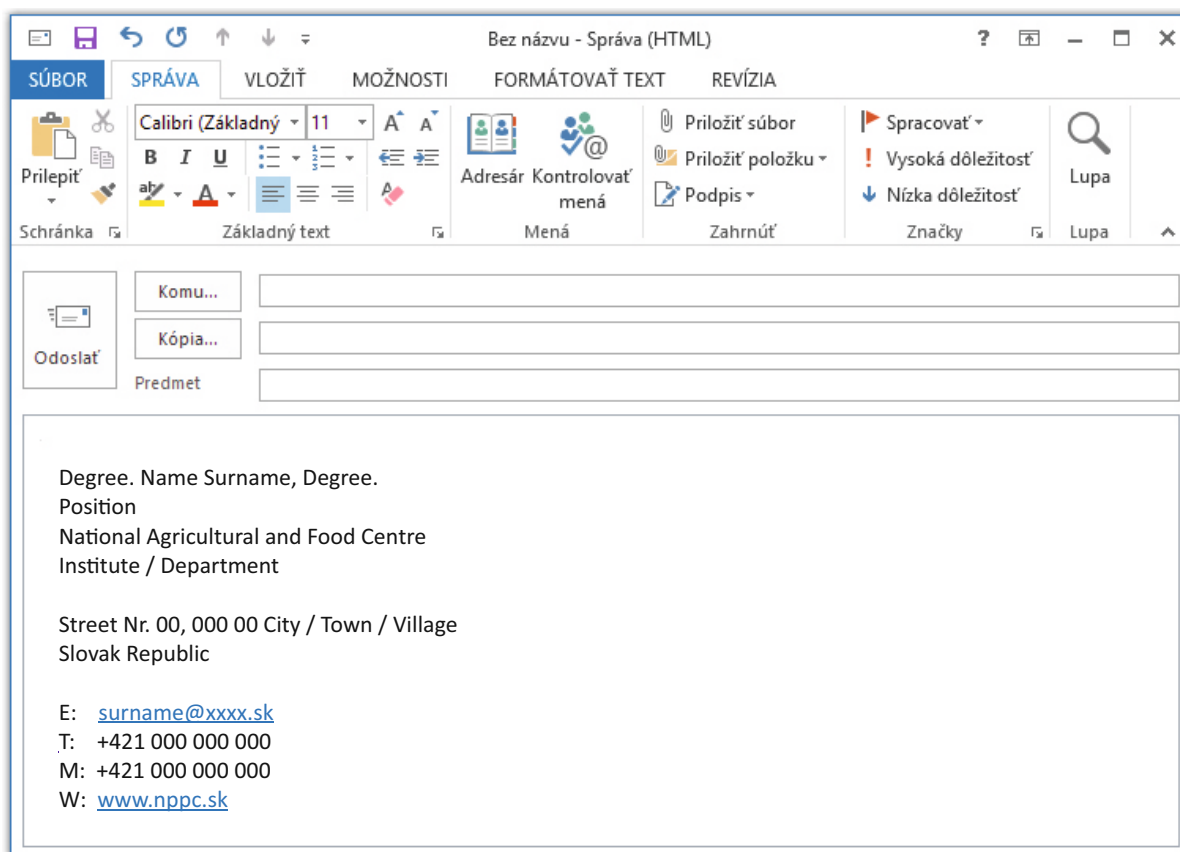 Bez názvu - Správa (HTML)
?
SÚBOR SPRÁVA VLOŽIŤ MOŽNOSTI FORMÁTOVAŤ TEXT REVÍZIA
Prilepiť
Schránka
Calibri (Základný 11 A A
B I U
ab A
Základný text
Adresár Kontrolovať
mená
Mená
Priložiť súbor
Priložiť položku
Podpis
Zahrnúť
Spracovať
! Vysoká dôležitosť
Nízka dôležitosť
Značky
Lupa
Lupa
Odoslať
Komu...
Kópia...
Predmet
Degree. Name Surname, Degree.
Position
National Agricultural and Food Centre
Institute / Department
Street Nr. 00, 000 00 City / Town / Village
Slovak Republic
E: surname@xxxx.sk
T: +421 000 000 000
M: +421 000 000 000
W: www.nppc.sk